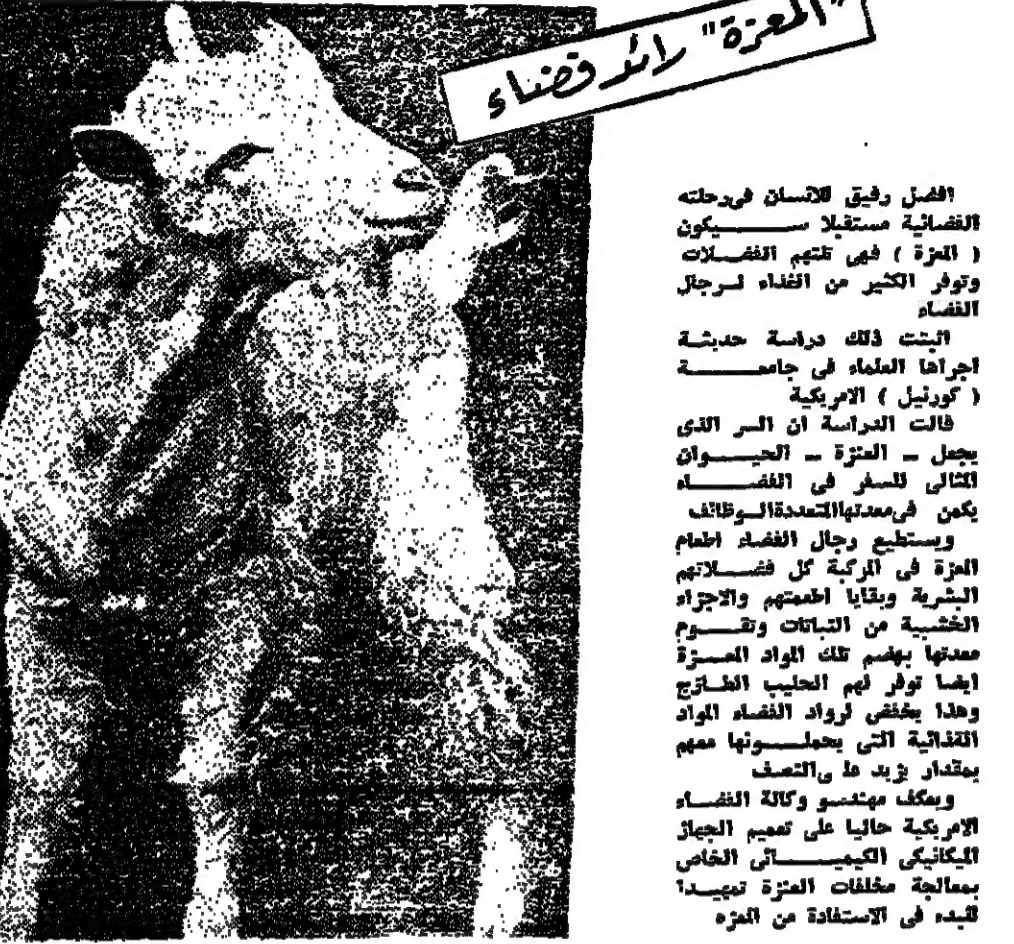 "المعزة" رائد فضاء
افضل رفيق للانسان فى رحلته
الفضائية مستقبلا سيكون
( المعزة ) فهى تلتهم الفضلات
وتوفر الكثير من الغذاء لرجال
الفضاء
اثبتت ذلك دراسة حديثة
اجراها العلماء فى جامعة
( كورنيل ) الامريكية
قالت الدراسة ان السر الذى
يجعل ــ العنزة ــ الحيوان
المثالى للسفر فى الفضاء
يكمن فى معدتها المتعددة الوظائف
ويستطيع رجال الفضاء اطعام
المعزة فى المركبة كل فضلاتهم
البشرية وبقايا اطعمتهم والاجزاء
الخشبية من النباتات وتقوم
معدتها بهضم تلك المواد المعزة
ايضا توفر لهم الحليب الطازج
وهذا يخفض لرواد الفضاء المواد
الغذائية التى يحملونها معهم
بمقدار يزيد على النصف
ويعكف مهندسو وكالة الفضاء
الامريكية حاليا على تصميم الجهاز
الميكانيكى الكيميائى الخاص
بمعالجة مخلفات العنزة تمهيدا
للبدء فى الاستفادة من المعزه